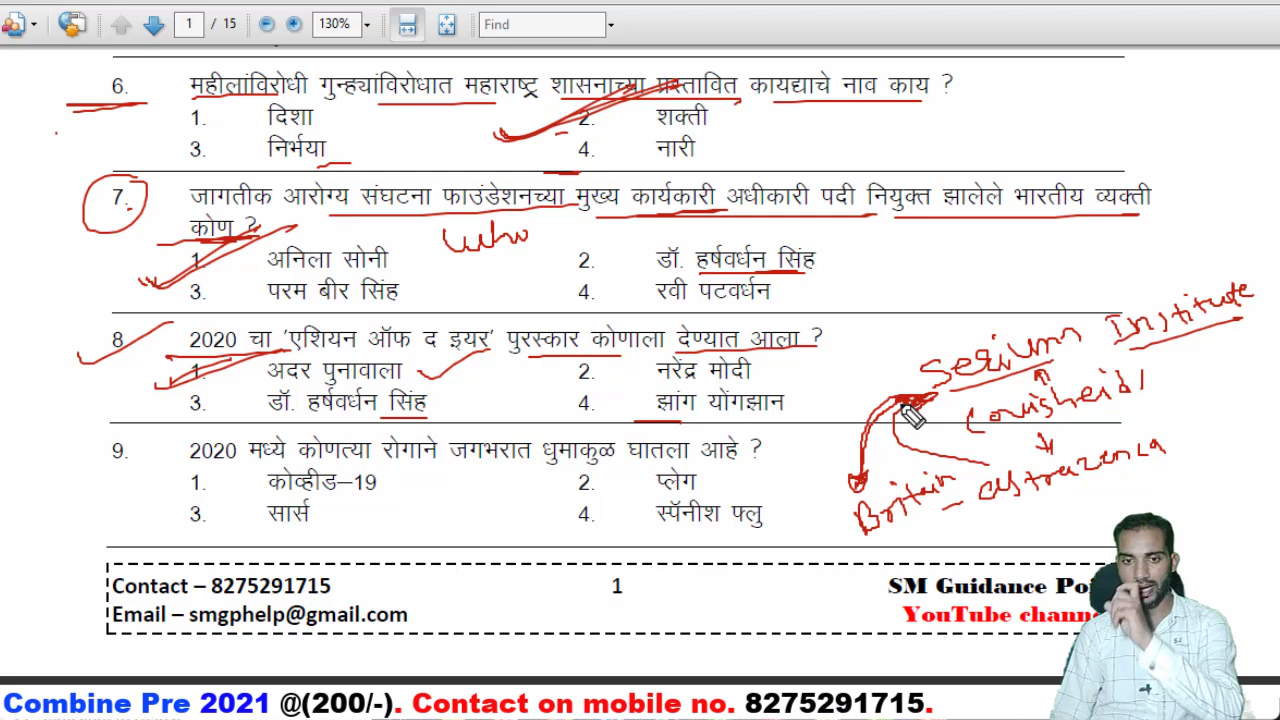 1 / 15 130% Find
6. महीलांविरोधी गुन्ह्यांविरोधात महाराष्ट्र शासनाच्या प्रस्तावित कायद्याचे नाव काय ?
1. दिशा 2. शक्ती
3. निर्भया 4. नारी
7. जागतीक आरोग्य संघटना फाउंडेशनच्या मुख्य कार्यकारी अधीकारी पदी नियुक्त झालेले भारतीय व्यक्ती
कोण ?
who
1. अनिला सोनी 2. डॉ. हर्षवर्धन सिंह
3. परम बीर सिंह 4. रवी पटवर्धन
8 2020 चा 'एशियन ऑफ द इयर' पुरस्कार कोणाला देण्यात आला ?
1. अदर पुनावाला 2. नरेंद्र मोदी
3. डॉ. हर्षवर्धन सिंह 4. झांग योंगझान
Institute
Britain
9. 2020 मध्ये कोणत्या रोगाने जगभरात धुमाकुळ घातला आहे ?
1. कोव्हीड–19 2. प्लेग
3. सार्स 4. स्पॅनीश फ्लु
Contact – 8275291715 1 SM Guidance Poi
Email – smgphelp@gmail.com YouTube chann
Combine Pre 2021 @(200/-). Contact on mobile no. 8275291715.